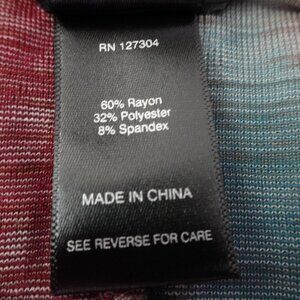 RN 127304
60% Rayon
32% Polyester
8% Spandex
MADE IN CHINA
SEE REVERSE FOR CARE